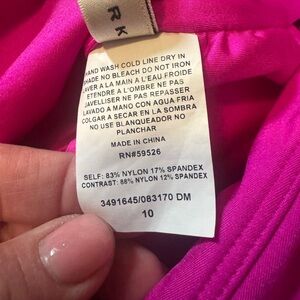 R K
HAND WASH COLD LINE DRY IN
SHADE NO BLEACH DO NOT IRON
LAVER A LA MAIN A L'EAU FROIDE
ETENDRE A L'OMBRE NE PAS
JAVELLISER NE PAS REPASSER
LAVADO A MANO CON AGUA FRIA
COLGAR A SECAR EN LA SOMBRA
NO USE BLANQUEADOR NO
PLANCHAR
MADE IN CHINA
RN#59526
SELF: 83% NYLON 17% SPANDEX
CONTRAST: 88% NYLON 12% SPANDEX
3491645/083170 DM
10